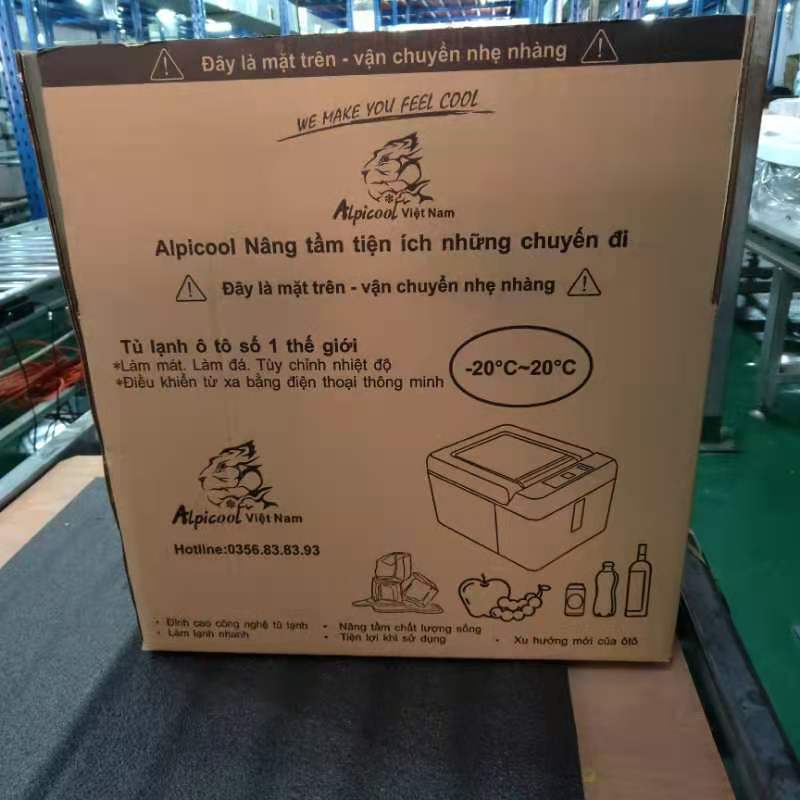 Đây là mặt trên - vận chuyển nhẹ nhàng
WE MAKE YOU FEEL COOL
Alpicool Việt Nam
Alpicool Nâng tầm tiện ích những chuyến đi
Đây là mặt trên - vận chuyển nhẹ nhàng
Tủ lạnh ô tô số 1 thế giới
*Làm mát. Làm đá. Tùy chỉnh nhiệt độ
*Điều khiển từ xa bằng điện thoại thông minh
-20°C~20°C
Alpicool Việt Nam
Hotline:0356.83.83.93
• Đỉnh cao công nghệ tủ lạnh
• Làm lạnh nhanh
• Nâng tầm chất lượng sống
• Tiện lợi khi sử dụng
• Xu hướng mới của ôtô